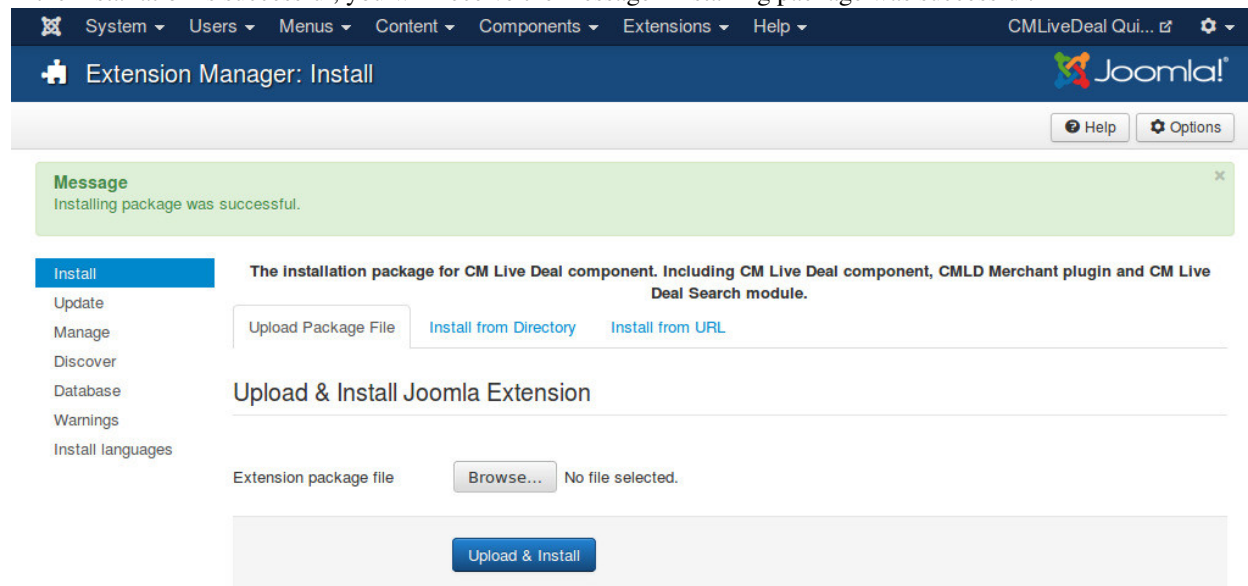 System Users Menus Content Components Extensions Help CMLiveDeal Qui...
Extension Manager: Install Joomla!
Help Options
Message
Installing package was successful.
Install
Update
Manage
Discover
Database
Warnings
Install languages
The installation package for CM Live Deal component. Including CM Live Deal component, CMLD Merchant plugin and CM Live
Deal Search module.
Upload Package File Install from Directory Install from URL
Upload & Install Joomla Extension
Extension package file Browse... No file selected.
Upload & Install